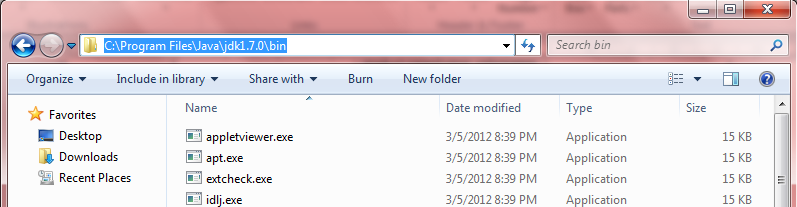 C:\Program Files\Java\jdk1.7.0\bin Search bin
Organize Include in library Share with Burn New folder
Favorites Name Date modified Type Size
Desktop appletviewer.exe 3/5/2012 8:39 PM Application 15 KB
Downloads apt.exe 3/5/2012 8:39 PM Application 15 KB
Recent Places extcheck.exe 3/5/2012 8:39 PM Application 15 KB
idlj.exe 3/5/2012 8:39 PM Application 15 KB